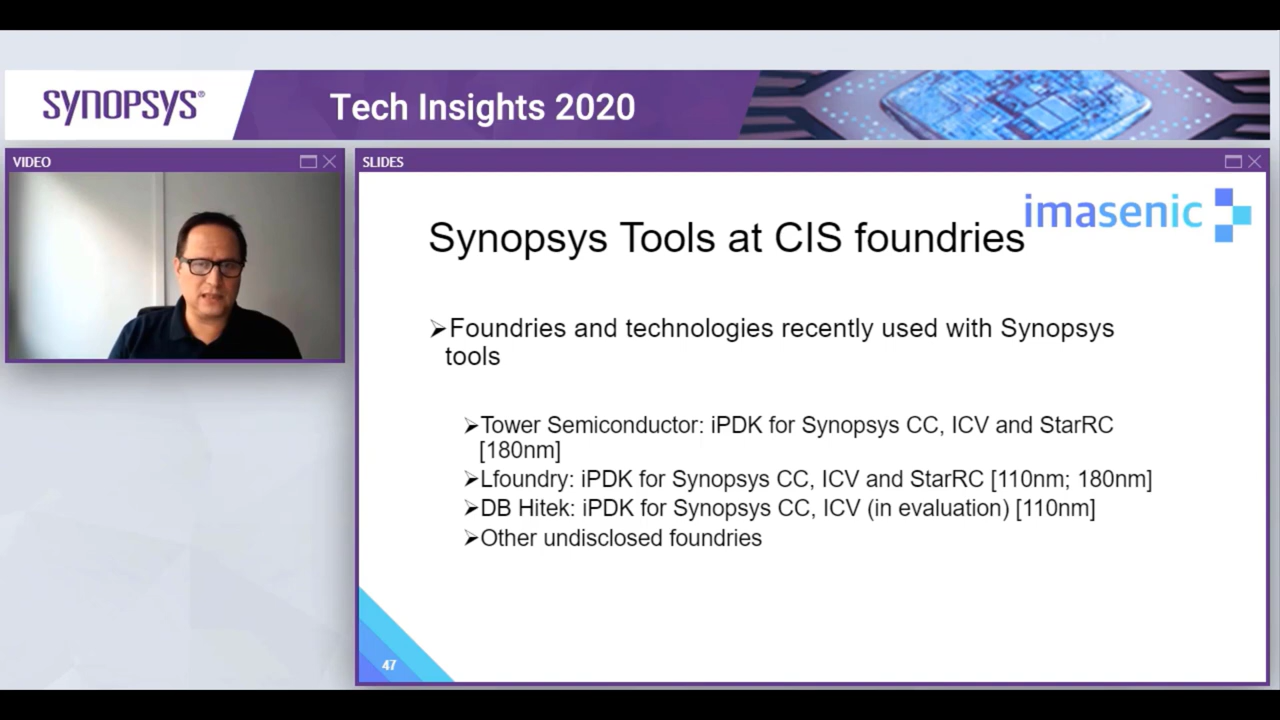 SYNOPSYS®
Tech Insights 2020
VIDEO
SLIDES
imasenic
Synopsys Tools at CIS foundries
➢Foundries and technologies recently used with Synopsys
tools
➢Tower Semiconductor: iPDK for Synopsys CC, ICV and StarRC
[180nm]
➢Lfoundry: iPDK for Synopsys CC, ICV and StarRC [110nm; 180nm]
➢DB Hitek: iPDK for Synopsys CC, ICV (in evaluation) [110nm]
➢Other undisclosed foundries
47